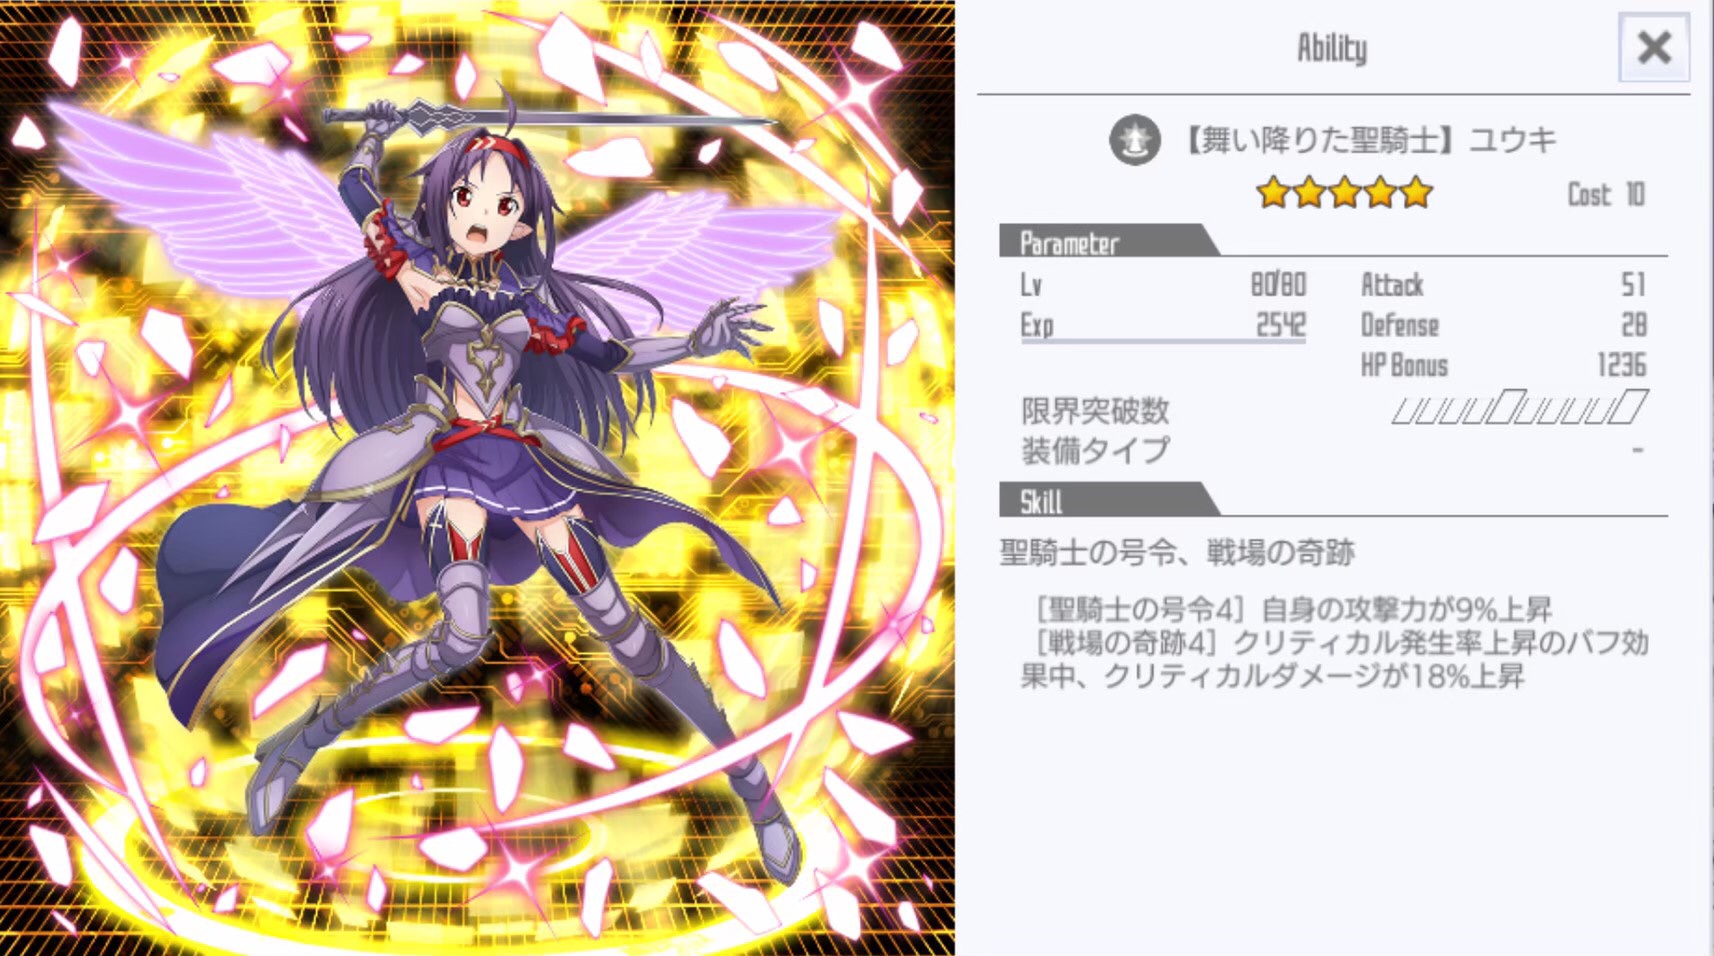 Ability
【舞い降りた聖騎士】ユウキ
Cost 10
Parameter
Lv 80/80 Attack 51
Exp 2542 Defense 28
HP Bonus 1236
限界突破数
装備タイプ -
Skill
聖騎士の号令、戦場の奇跡
［聖騎士の号令4］自身の攻撃力が9%上昇
［戦場の奇跡4］クリティカル発生率上昇のバフ効
果中、クリティカルダメージが18%上昇